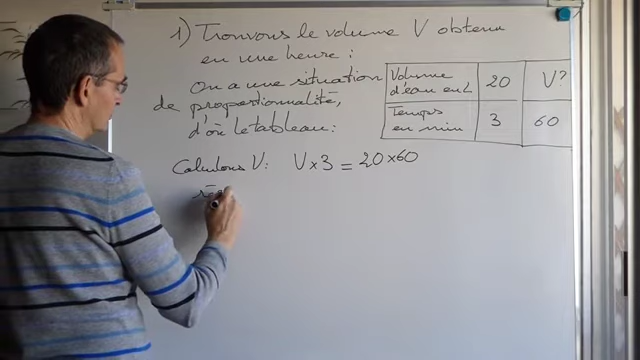 1) Trouvons le volume V obtenu
en une heure :
On a une situation
de proportionnalité,
d'où le tableau :
Volume d'eau en L 20 V?
Temps en min 3 60
Calculons V : V x 3 = 20 x 60